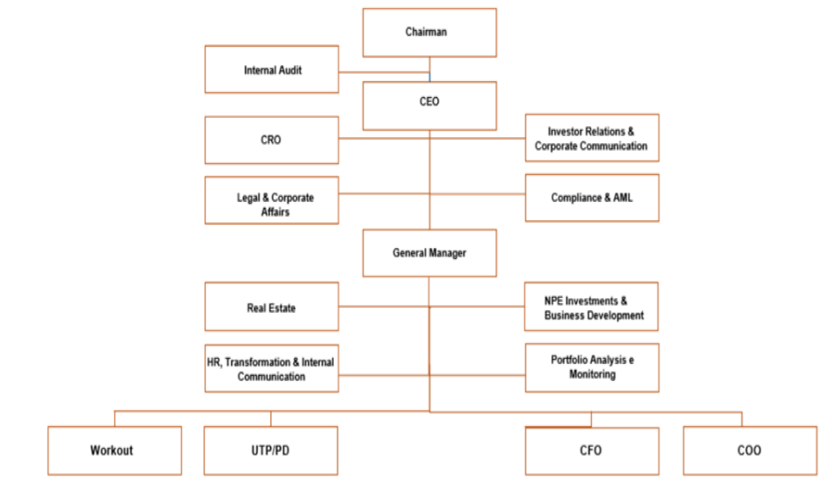 Chairman
Internal Audit
CEO
CRO
Investor Relations &
Corporate Communication
Legal & Corporate
Affairs
Compliance & AML
General Manager
Real Estate
NPE Investments &
Business Development
HR, Transformation & Internal
Communication
Portfolio Analysis e
Monitoring
Workout
UTP/PD
CFO
COO